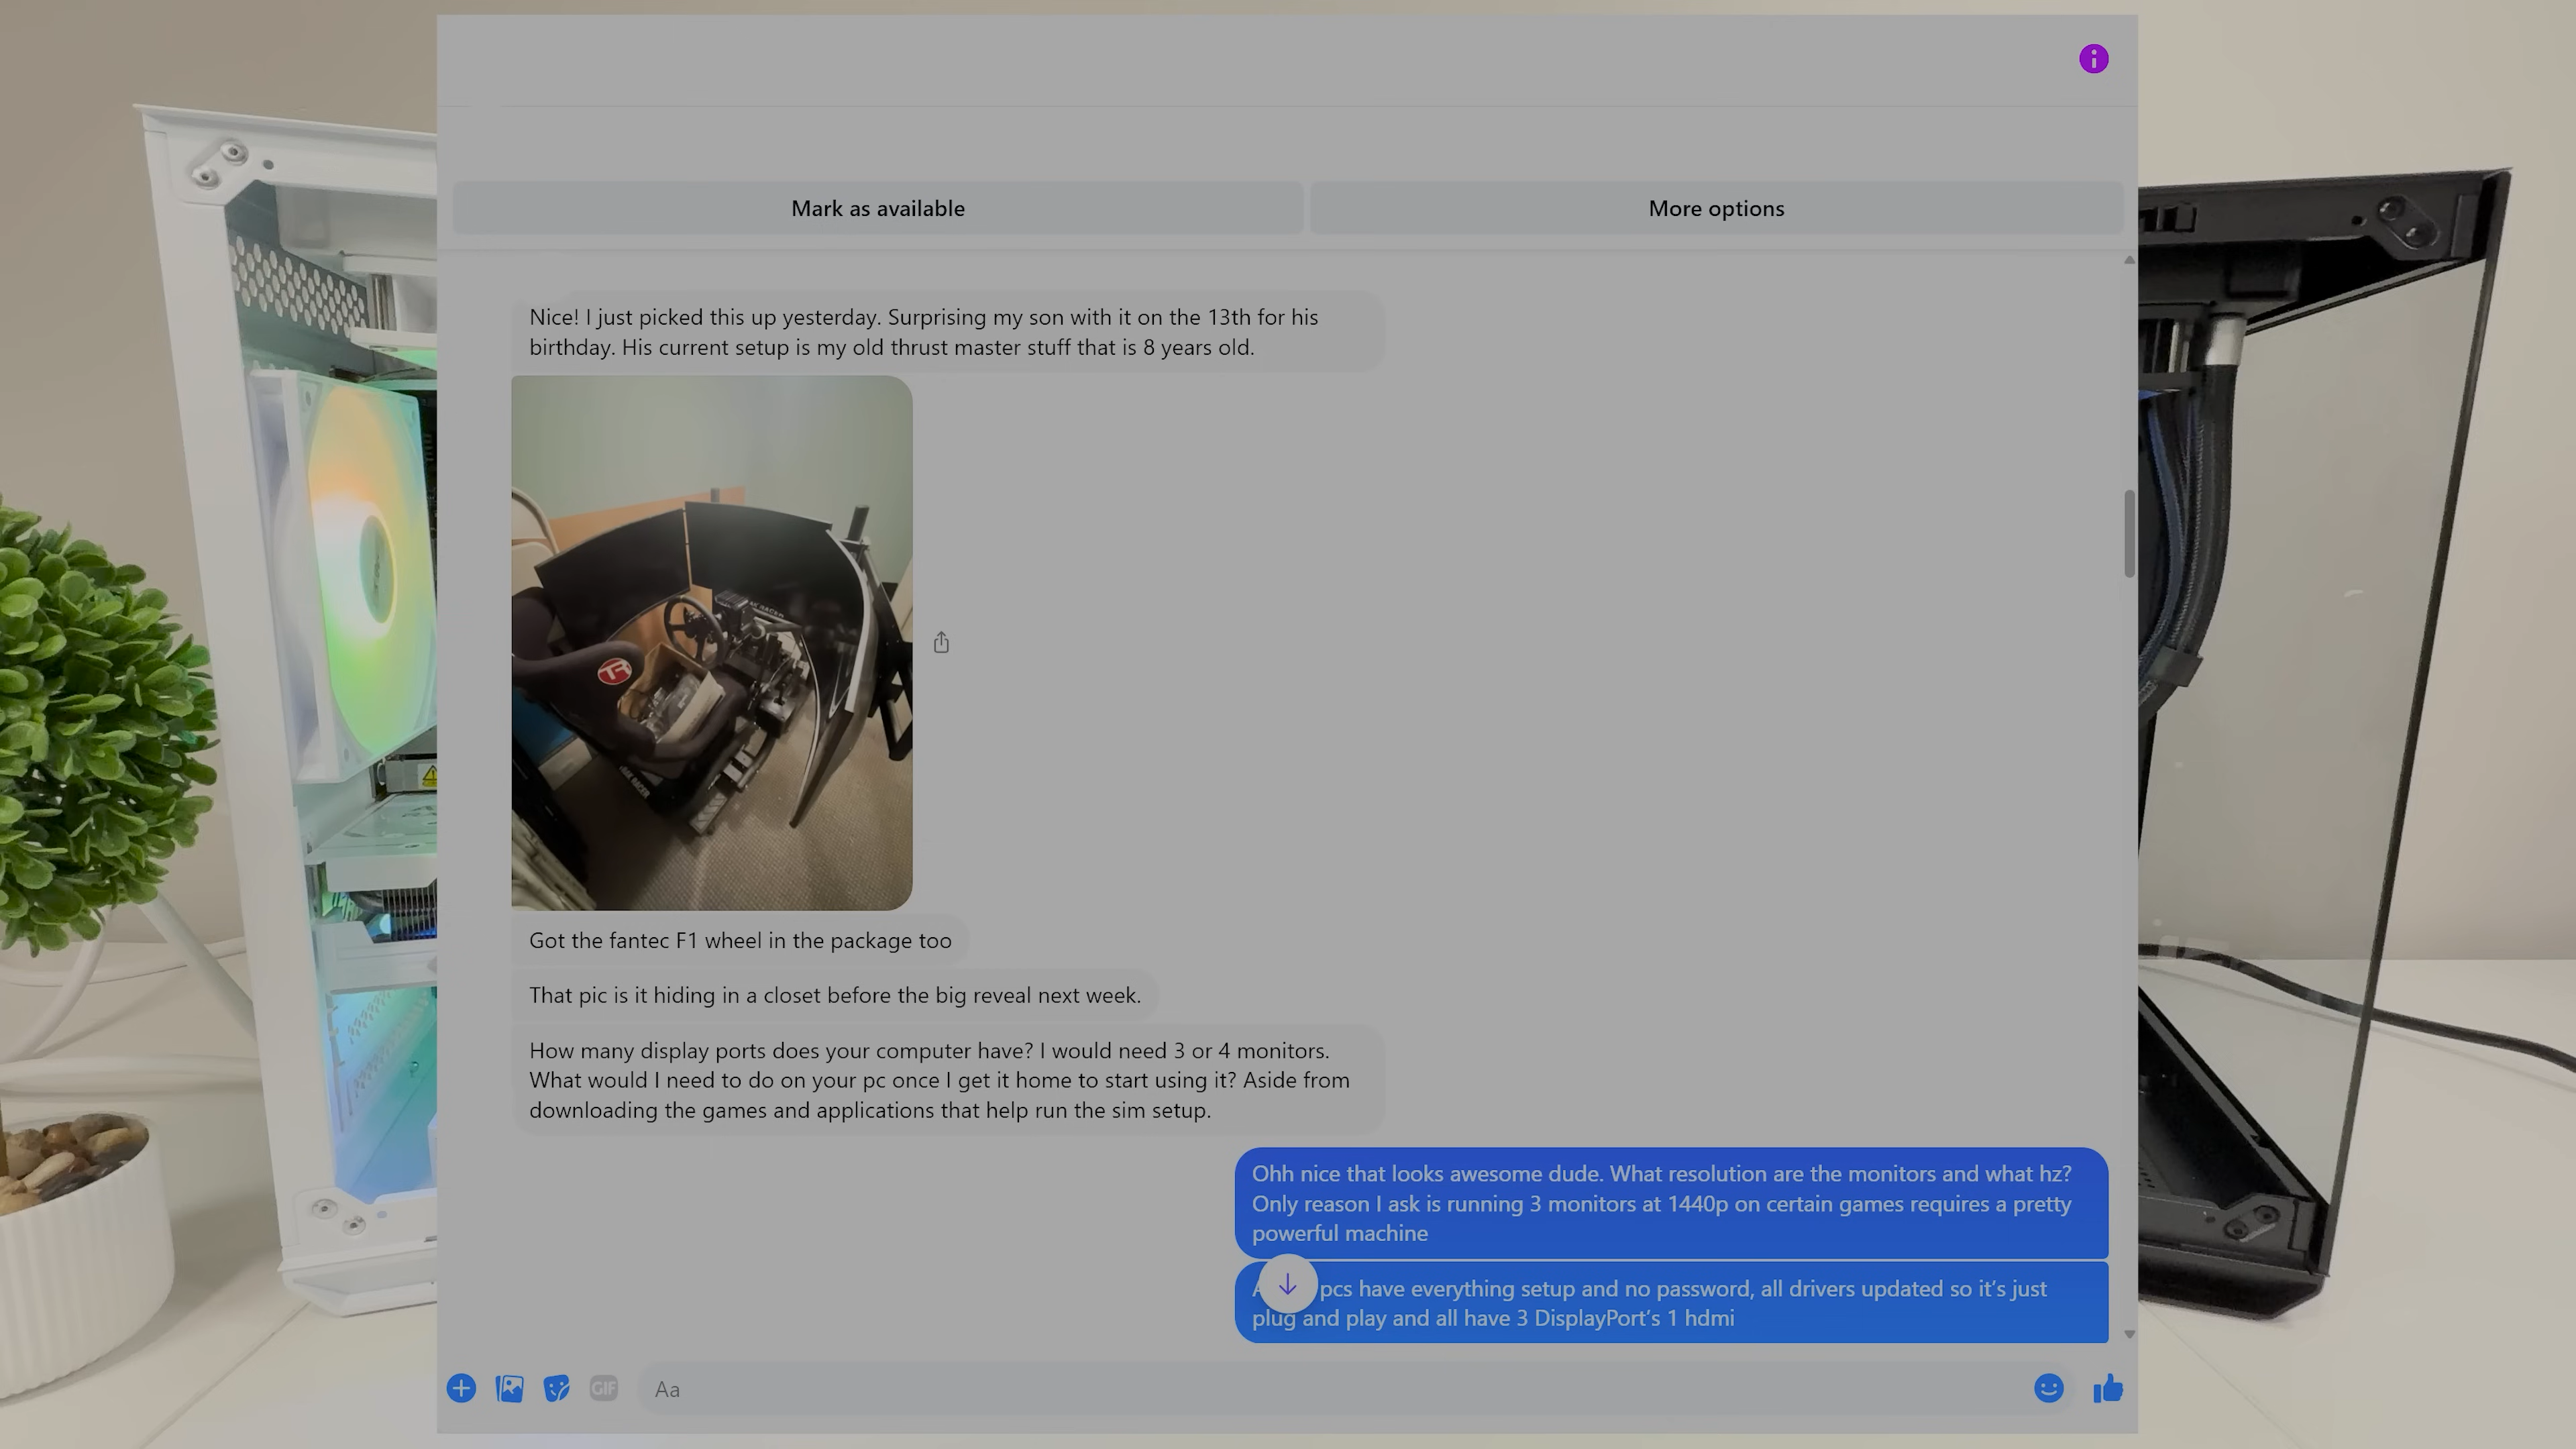 Mark as available
More options
Nice! I just picked this up yesterday. Surprising my son with it on the 13th for his
birthday. His current setup is my old thrust master stuff that is 8 years old.
Got the fantec F1 wheel in the package too
That pic is it hiding in a closet before the big reveal next week.
How many display ports does your computer have? I would need 3 or 4 monitors.
What would I need to do on your pc once I get it home to start using it? Aside from
downloading the games and applications that help run the sim setup.
Ohh nice that looks awesome dude. What resolution are the monitors and what hz?
Only reason I ask is running 3 monitors at 1440p on certain games requires a pretty
powerful machine
pcs have everything setup and no password, all drivers updated so it’s just
plug and play and all have 3 DisplayPort’s 1 hdmi
GIF
Aa